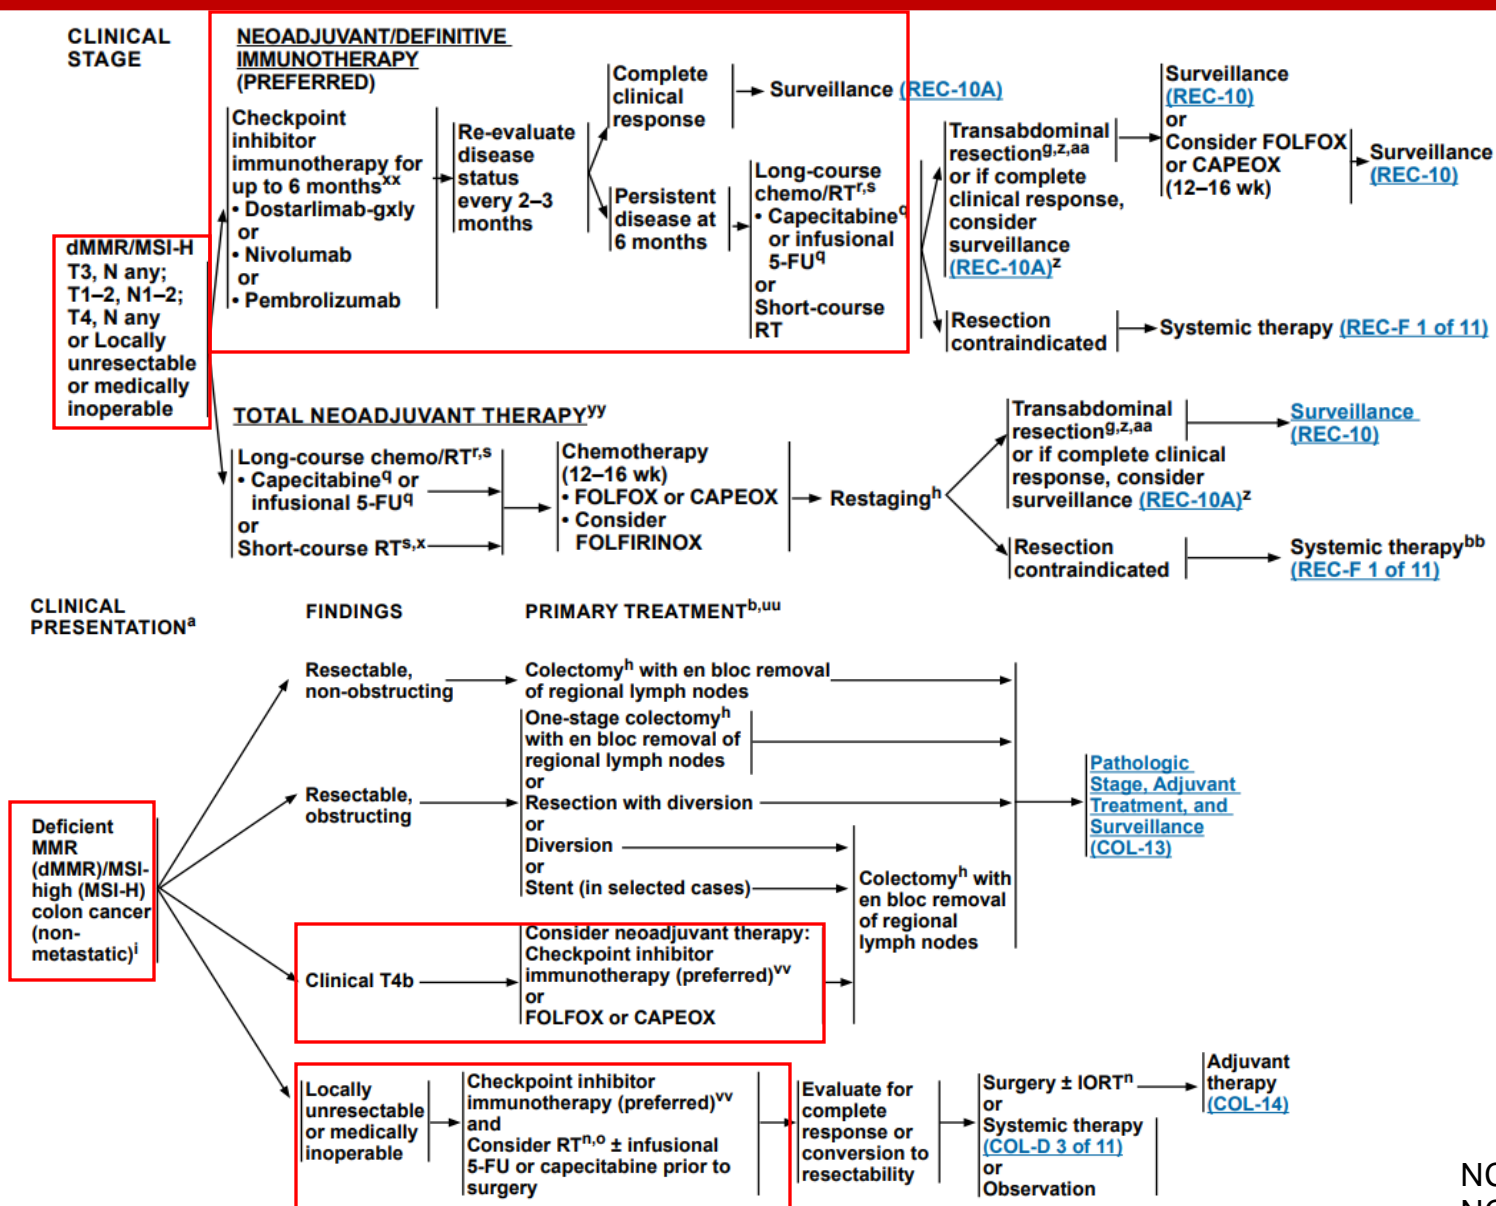 CLINICAL
STAGE
NEOADJUVANT/DEFINITIVE
IMMUNOTHERAPY
(PREFERRED)
dMMR/MSI-H
T3, N any;
T1–2, N1–2;
T4, N any
or Locally
unresectable
or medically
inoperable
Checkpoint
inhibitor
immunotherapy for
up to 6 monthsxx
• Dostarlimab-gxly
or
• Nivolumab
or
• Pembrolizumab
Re-evaluate
disease
status
every 2–3
months
Complete
clinical
response
Surveillance (REC-10A)
Persistent
disease at
6 months
Long-course
chemo/RTr,s
• Capecitabineq
or infusional
5-FUq
or
Short-course
RT
Transabdominal
resectiong,z,aa
or if complete
clinical response,
consider
surveillance
(REC-10A)z
Surveillance
(REC-10)
or
Consider FOLFOX
or CAPEOX
(12–16 wk)
Surveillance
(REC-10)
Resection
contraindicated
Systemic therapy (REC-F 1 of 11)
TOTAL NEOADJUVANT THERAPYyy
Long-course chemo/RTr,s
• Capecitabineq or
infusional 5-FUq
or
Short-course RTs,x
Chemotherapy
(12–16 wk)
• FOLFOX or CAPEOX
• Consider
FOLFIRINOX
Restagingh
Transabdominal
resectiong,z,aa
or if complete clinical
response, consider
surveillance (REC-10A)z
Surveillance
(REC-10)
Resection
contraindicated
Systemic therapybb
(REC-F 1 of 11)
CLINICAL
PRESENTATIONa
FINDINGS
PRIMARY TREATMENTb,uu
Deficient
MMR
(dMMR)/MSI-
high (MSI-H)
colon cancer
(non-
metastatic)i
Resectable,
non-obstructing
Colectomyh with en bloc removal
of regional lymph nodes
Resectable,
obstructing
One-stage colectomyh
with en bloc removal of
regional lymph nodes
or
Resection with diversion
or
Diversion
or
Stent (in selected cases)
Clinical T4b
Consider neoadjuvant therapy:
Checkpoint inhibitor
immunotherapy (preferred)vv
or
FOLFOX or CAPEOX
Colectomyh with
en bloc removal
of regional
lymph nodes
Pathologic
Stage, Adjuvant
Treatment, and
Surveillance
(COL-13)
Locally
unresectable
or medically
inoperable
Checkpoint inhibitor
immunotherapy (preferred)vv
and
Consider RTn,o ± infusional
5-FU or capecitabine prior to
surgery
Evaluate for
complete
response or
conversion to
resectability
Surgery ± IORTn
or
Systemic therapy
(COL-D 3 of 11)
or
Observation
Adjuvant
therapy
(COL-14)